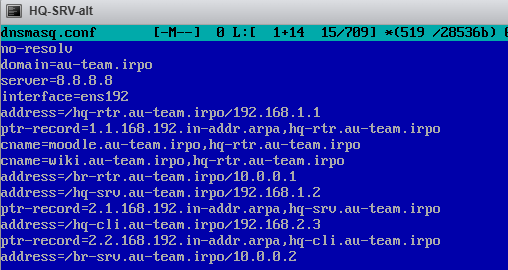 HQ-SRV-alt
dnsmasq.conf [-M--] 0 L:[ 1+14 15/709] *(519 /28536b)
no-resolv
domain=au-team.irpo
server=8.8.8.8
interface=ens192
address=/hq-rtr.au-team.irpo/192.168.1.1
ptr-record=1.1.168.192.in-addr.arpa,hq-rtr.au-team.irpo
cname=moodle.au-team.irpo,hq-rtr.au-team.irpo
cname=wiki.au-team.irpo,hq-rtr.au-team.irpo
address=/br-rtr.au-team.irpo/10.0.0.1
address=/hq-srv.au-team.irpo/192.168.1.2
ptr-record=2.1.168.192.in-addr.arpa,hq-srv.au-team.irpo
address=/hq-cli.au-team.irpo/192.168.2.3
ptr-record=2.2.168.192.in-addr.arpa,hq-cli.au-team.irpo
address=/br-srv.au-team.irpo/10.0.0.2